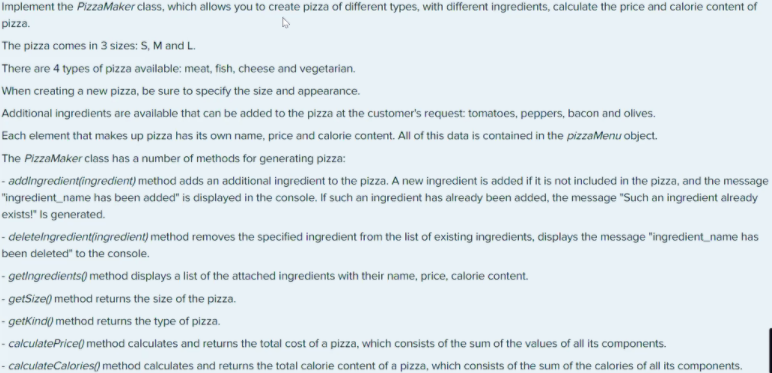 Implement the PizzaMaker class, which allows you to create pizza of different types, with different ingredients, calculate the price and calorie content of
pizza.
The pizza comes in 3 sizes: S, M and L.
There are 4 types of pizza available: meat, fish, cheese and vegetarian.
When creating a new pizza, be sure to specify the size and appearance.
Additional ingredients are available that can be added to the pizza at the customer's request: tomatoes, peppers, bacon and olives.
Each element that makes up pizza has its own name, price and calorie content. All of this data is contained in the pizzaMenu object.
The PizzaMaker class has a number of methods for generating pizza:
- addIngredient(ingredient) method adds an additional ingredient to the pizza. A new ingredient is added if it is not included in the pizza, and the message
"ingredient_name has been added" is displayed in the console. If such an ingredient has already been added, the message "Such an ingredient already
exists!" Is generated.
- deleteIngredient(ingredient) method removes the specified ingredient from the list of existing ingredients, displays the message "ingredient_name has
been deleted" to the console.
- getIngredients() method displays a list of the attached ingredients with their name, price, calorie content.
- getSize() method returns the size of the pizza.
- getKind() method returns the type of pizza.
- calculatePrice() method calculates and returns the total cost of a pizza, which consists of the sum of the values of all its components.
- calculateCalories() method calculates and returns the total calorie content of a pizza, which consists of the sum of the calories of all its components.